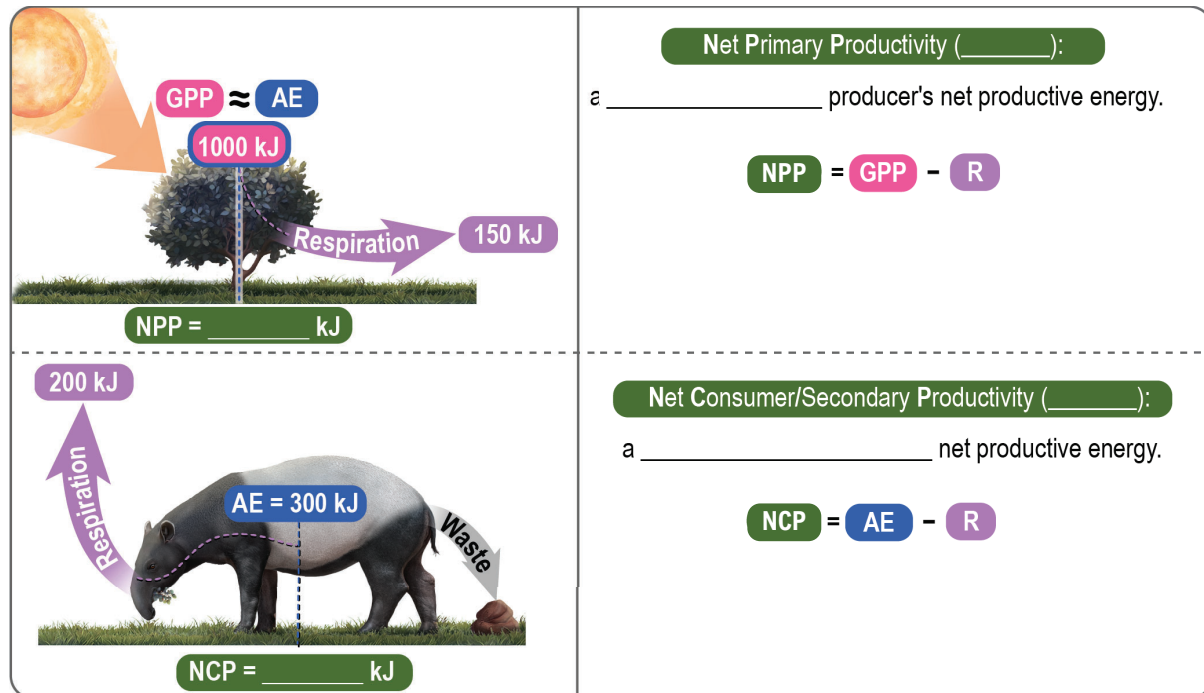 GPP ≈ AE
1000 kJ
Respiration
150 kJ
NPP = ________ kJ
Net Primary Productivity (_______):
a __________________ producer's net productive energy.
NPP = GPP – R
200 kJ
Respiration
AE = 300 kJ
Waste
NCP = ________ kJ
Net Consumer/Secondary Productivity (_______):
a ________________________ net productive energy.
NCP = AE – R